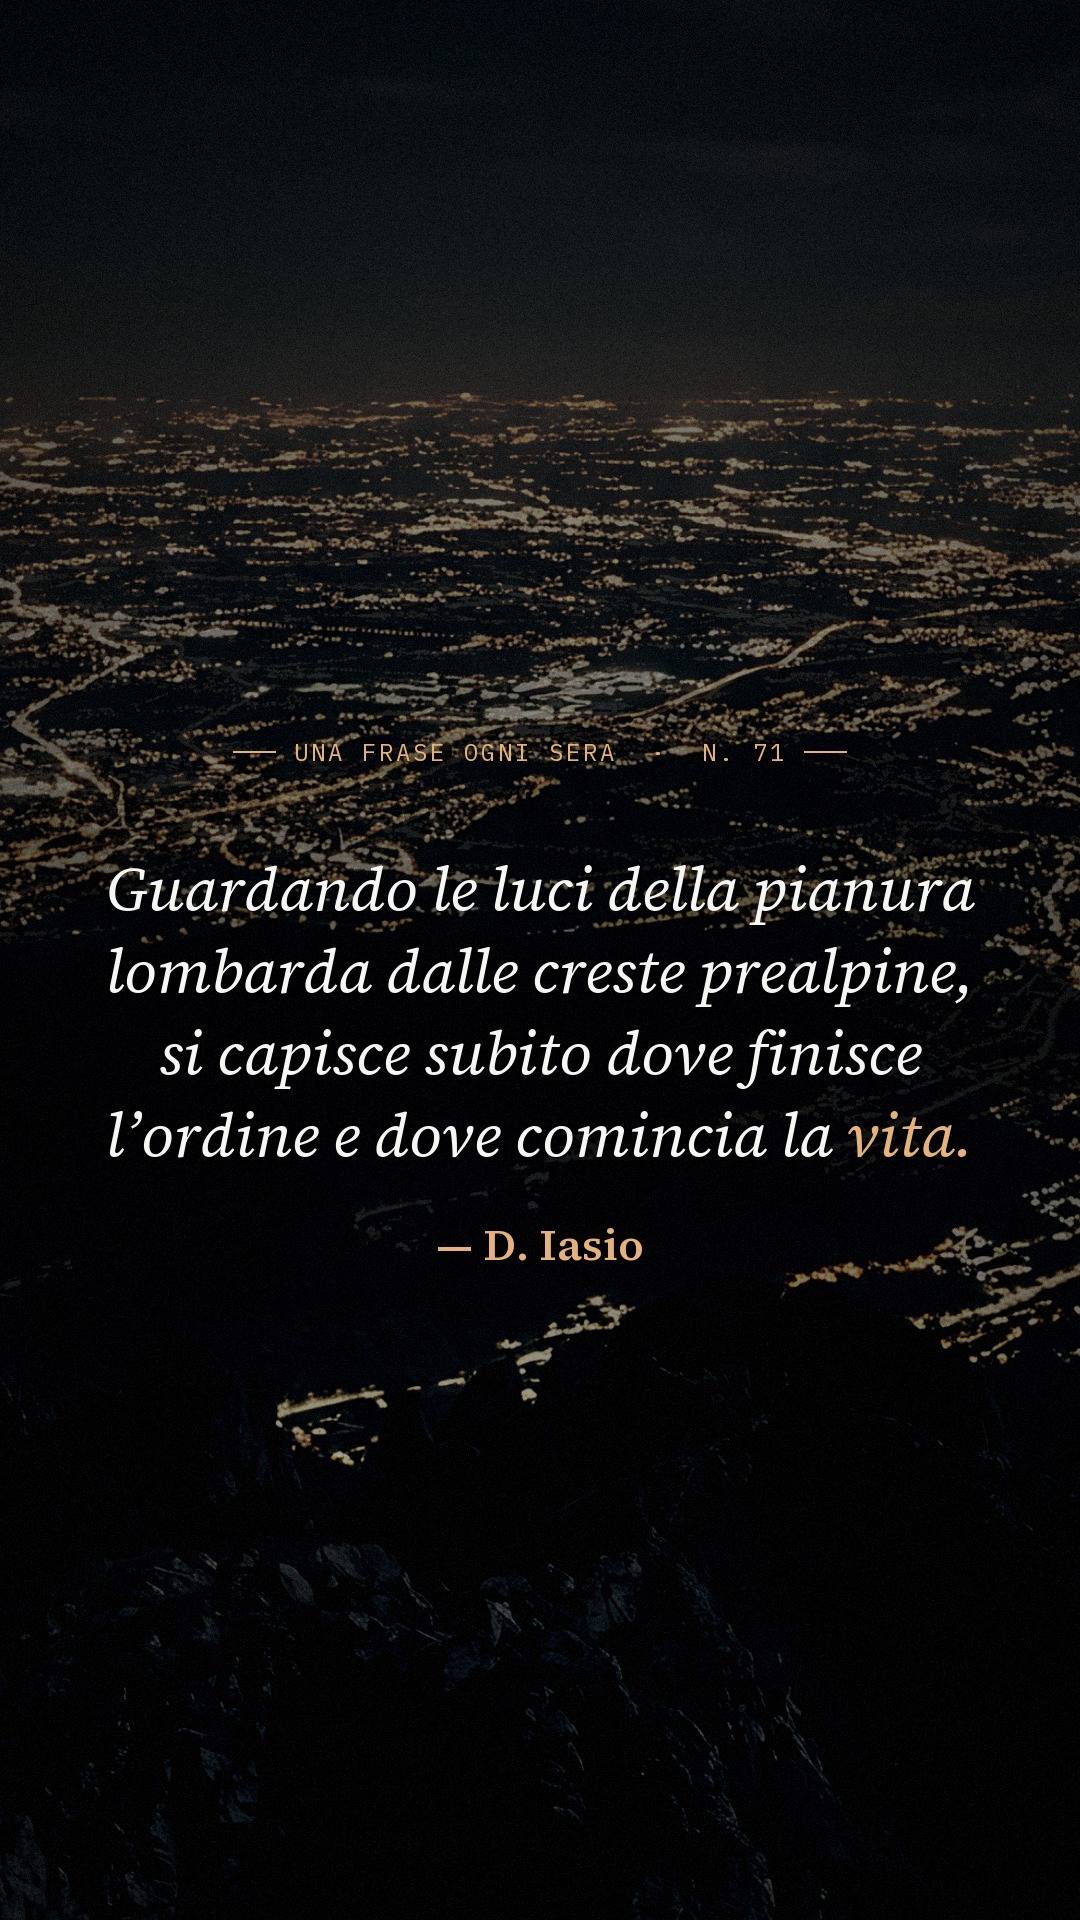 UNA FRASE OGNI SERA · N. 71
Guardando le luci della pianura
lombarda dalle creste prealpine,
si capisce subito dove finisce
l’ordine e dove comincia la vita.
— D. Iasio